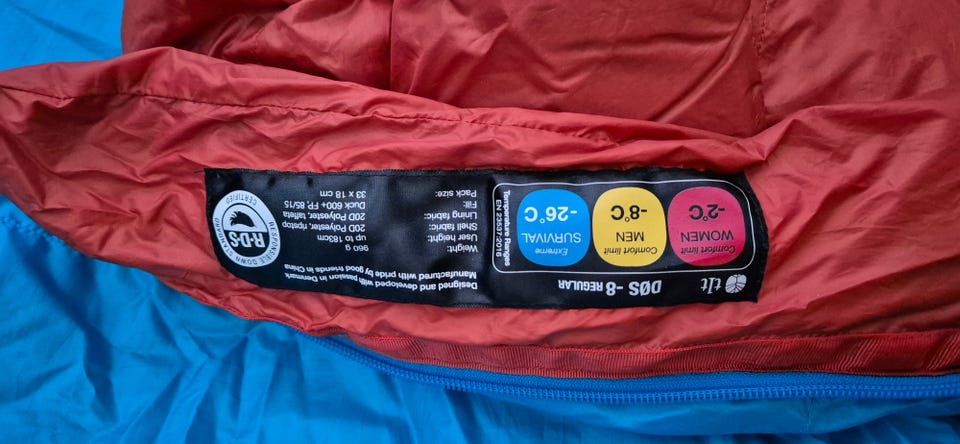 tlt
DØS -8 REGULAR
Comfort limit
WOMEN
-2°C
Comfort limit
MEN
-8°C
Extreme
SURVIVAL
-26°C
Temperature Ranges
EN 23537-2016
Designed and developed with passion in Denmark
Manufactured with pride by good friends in China
Weight: 960 g
User height: up to 183cm
Shell fabric: 20D Polyester, ripstop
Lining fabric: 20D Polyester, taffeta
Fill: Duck 600+ FP 85/15
Pack size: 33 x 18 cm
RESPONSIBLE DOWN STANDARD
R·D·S
CERTIFIED